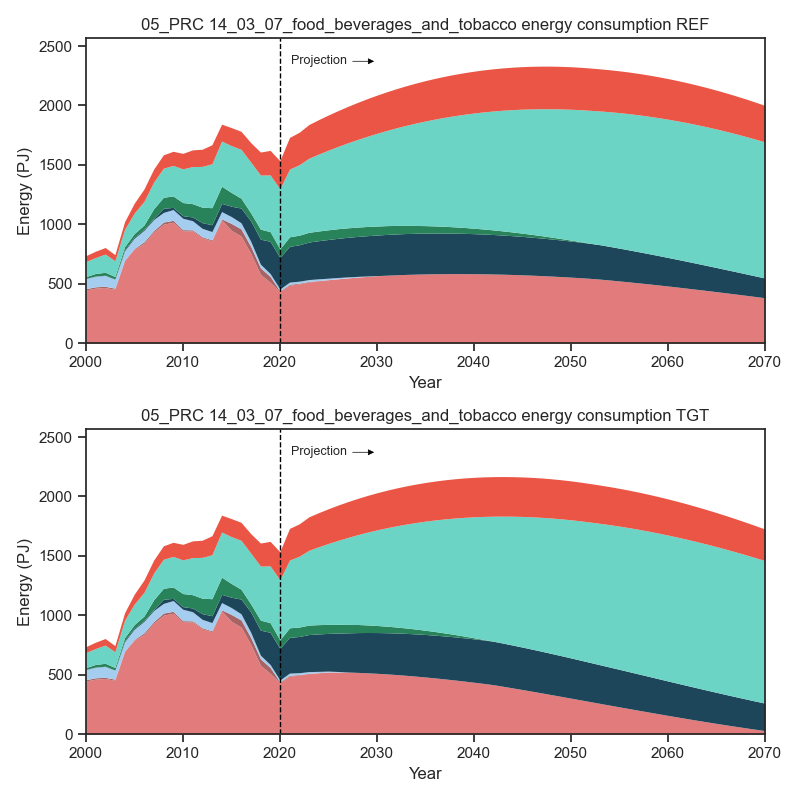 05_PRC 14_03_07_food_beverages_and_tobacco energy consumption REF
2500
Projection
2000
1500
Energy (PJ)
1000
500
0
2000 2010 2020 2030 2040 2050 2060 2070
Year
05_PRC 14_03_07_food_beverages_and_tobacco energy consumption TGT
2500
Projection
2000
1500
Energy (PJ)
1000
500
0
2000 2010 2020 2030 2040 2050 2060 2070
Year